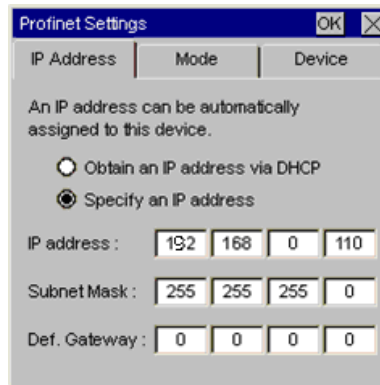 Profinet Settings OK X
IP Address Mode Device
An IP address can be automatically
assigned to this device.
Obtain an IP address via DHCP
Specify an IP address
IP address : 192 168 0 110
Subnet Mask : 255 255 255 0
Def. Gateway : 0 0 0 0